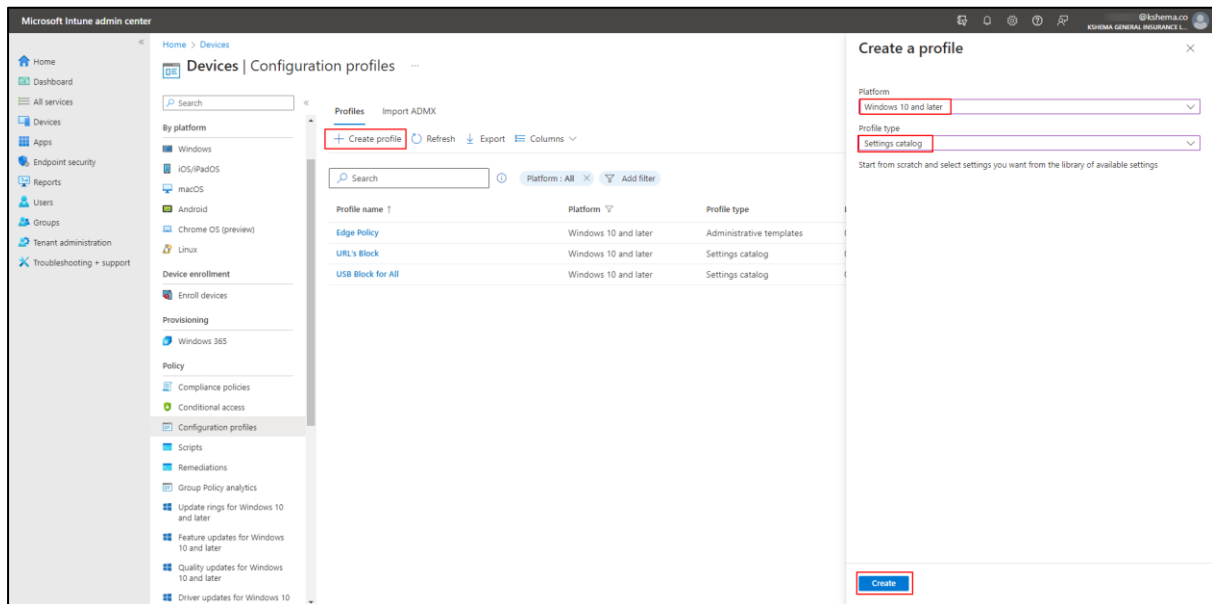 Microsoft Intune admin center
@kshema.co
KSHEMA GENERAL INSURANCE L...
Home
Dashboard
All services
Devices
Apps
Endpoint security
Reports
Users
Groups
Tenant administration
Troubleshooting + support
Home > Devices
Devices | Configuration profiles ...
Search
By platform
Windows
iOS/iPadOS
macOS
Android
Chrome OS (preview)
Linux
Device enrollment
Enroll devices
Provisioning
Windows 365
Policy
Compliance policies
Conditional access
Configuration profiles
Scripts
Remediations
Group Policy analytics
Update rings for Windows 10
and later
Feature updates for Windows
10 and later
Quality updates for Windows
10 and later
Driver updates for Windows 10
Profiles Import ADMX
+ Create profile Refresh Export Columns
Search Platform : All Add filter
Profile name ↑ Platform Profile type
Edge Policy Windows 10 and later Administrative templates
URL's Block Windows 10 and later Settings catalog
USB Block for All Windows 10 and later Settings catalog
Create a profile
Platform
Windows 10 and later
Profile type
Settings catalog
Start from scratch and select settings you want from the library of available settings
Create